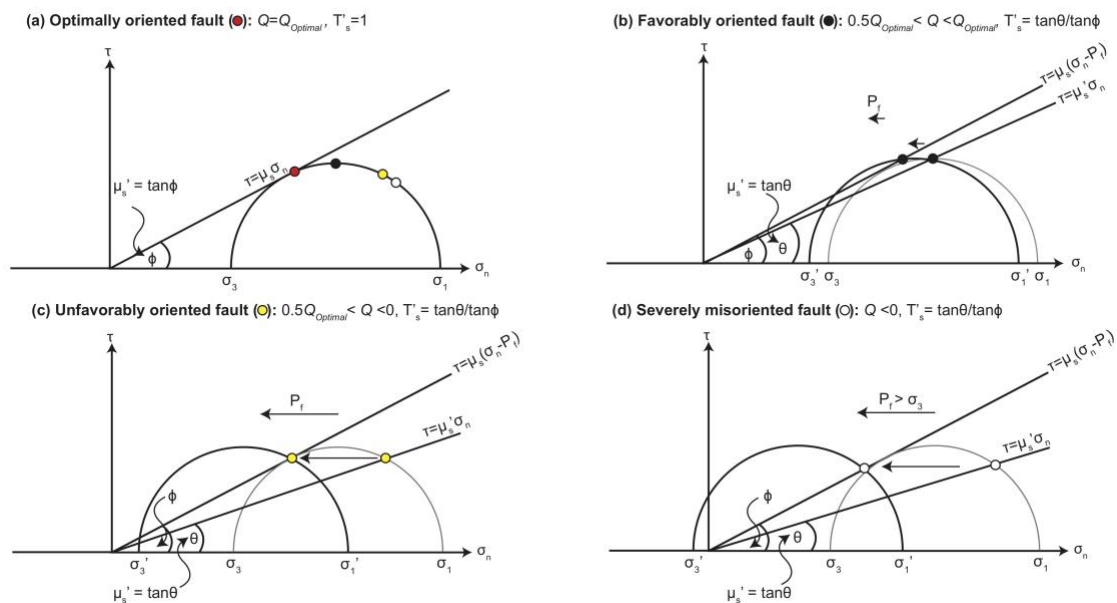 (a) Optimally oriented fault (●): Q=Q_Optimal, T'_s=1
τ
τ=μ_s σ_n
μ_s' = tanϕ
ϕ
σ_3
σ_1
σ_n
(b) Favorably oriented fault (●): 0.5Q_Optimal< Q <Q_Optimal, T'_s= tanθ/tanϕ
τ
τ=μ_s(σ_n-P_f)
τ=μ_s'σ_n
P_f
μ_s' = tanθ
ϕ
θ
σ_3' σ_3
σ_1' σ_1
σ_n
(c) Unfavorably oriented fault (○): 0.5Q_Optimal< Q <0, T'_s= tanθ/tanϕ
τ
τ=μ_s(σ_n-P_f)
P_f
τ=μ_s'σ_n
ϕ
θ
σ_3'
σ_3
σ_1'
σ_1
σ_n
μ_s' = tanθ
(d) Severely misoriented fault (○): Q <0, T'_s= tanθ/tanϕ
τ
τ=μ_s(σ_n-P_f)
P_f > σ_3
τ=μ_s'σ_n
ϕ
θ
σ_3'
σ_3
σ_1'
σ_1
σ_n
μ_s' = tanθ